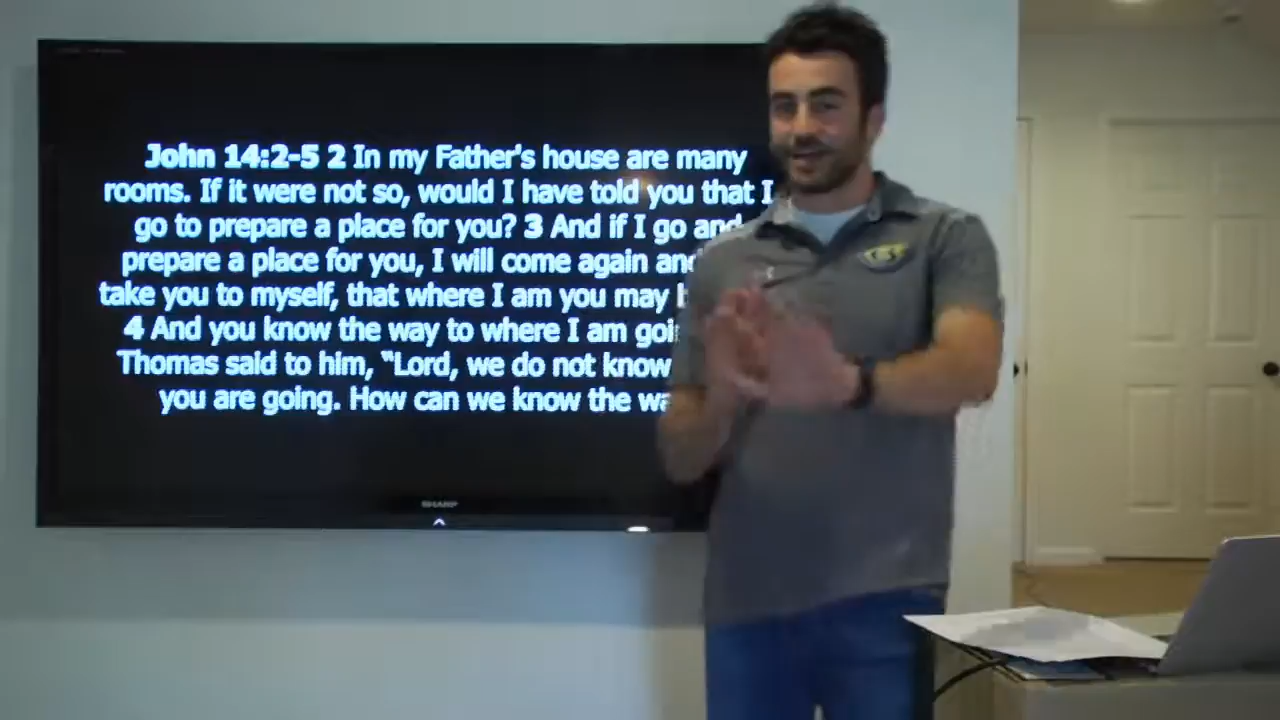 John 14:2-5 2 In my Father's house are many
rooms. If it were not so, would I have told you that I
go to prepare a place for you? 3 And if I go and
prepare a place for you, I will come again and
take you to myself, that where I am you may
4 And you know the way to where I am
Thomas said to him, “Lord, we do not know
you are going. How can we know the
SHARP